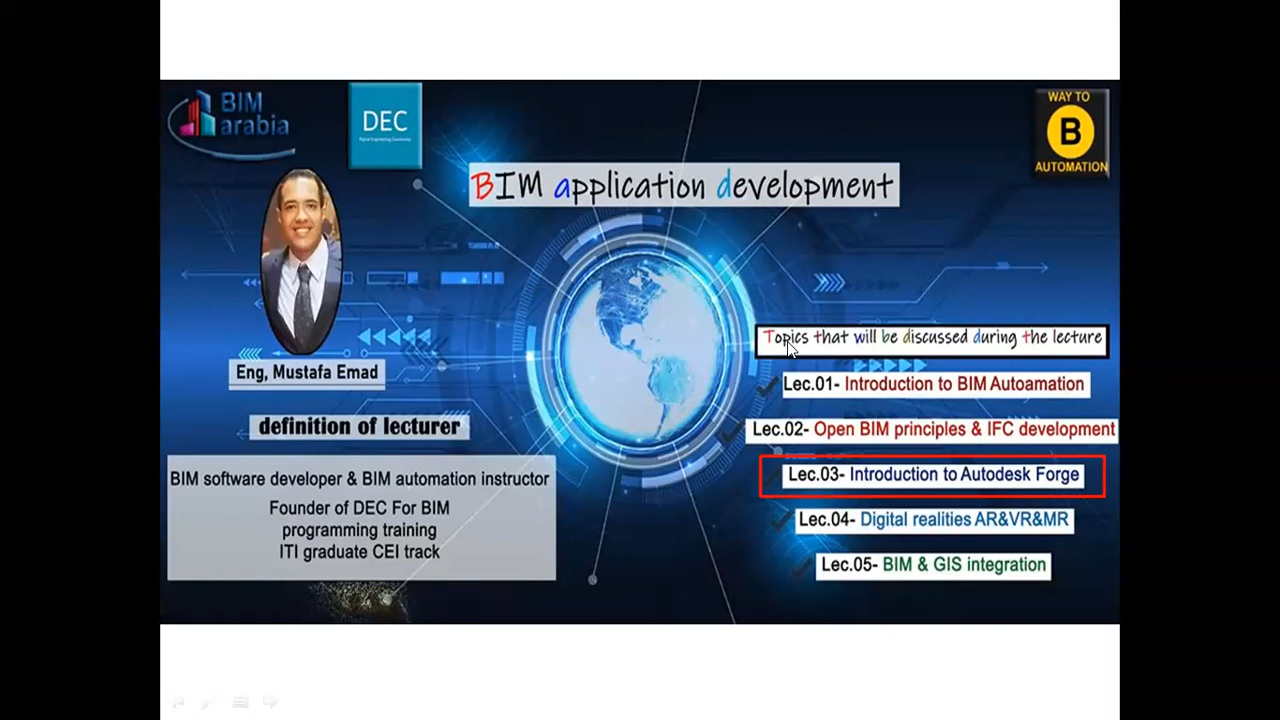 BIM
arabia
DEC
WAY TO
B
AUTOMATION
BIM application development
Eng, Mustafa Emad
definition of lecturer
BIM software developer & BIM automation instructor
Founder of DEC For BIM
programming training
ITI graduate CEI track
Topics that will be discussed during the lecture
Lec.01- Introduction to BIM Autoamation
Lec.02- Open BIM principles & IFC development
Lec.03- Introduction to Autodesk Forge
Lec.04- Digital realities AR&VR&MR
Lec.05- BIM & GIS integration